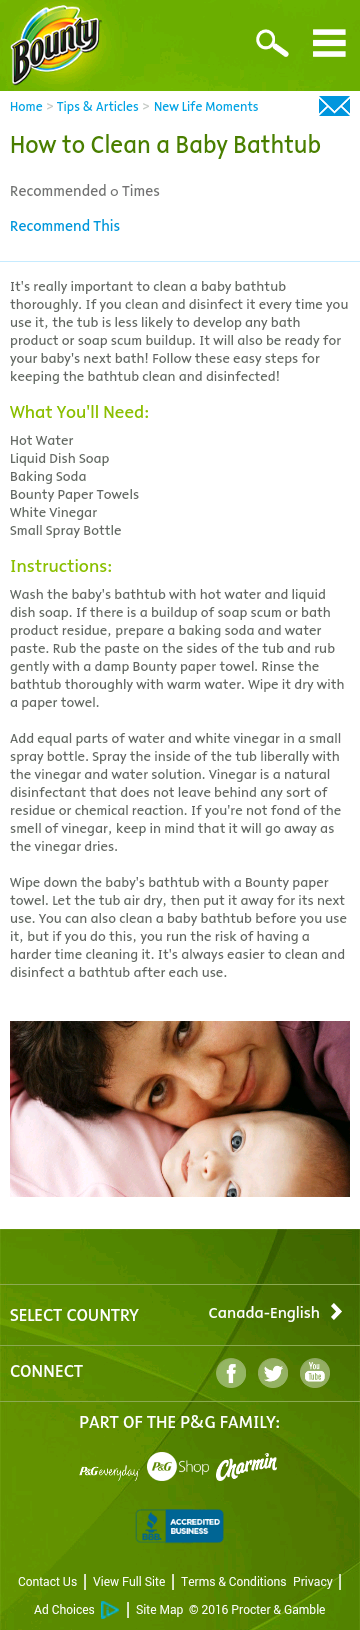 Bounty
Home > Tips & Articles > New Life Moments
How to Clean a Baby Bathtub
Recommended 0 Times
Recommend This
It's really important to clean a baby bathtub
thoroughly. If you clean and disinfect it every time you
use it, the tub is less likely to develop any bath
product or soap scum buildup. It will also be ready for
your baby's next bath! Follow these easy steps for
keeping the bathtub clean and disinfected!
What You'll Need:
Hot Water
Liquid Dish Soap
Baking Soda
Bounty Paper Towels
White Vinegar
Small Spray Bottle
Instructions:
Wash the baby's bathtub with hot water and liquid
dish soap. If there is a buildup of soap scum or bath
product residue, prepare a baking soda and water
paste. Rub the paste on the sides of the tub and rub
gently with a damp Bounty paper towel. Rinse the
bathtub thoroughly with warm water. Wipe it dry with
a paper towel.
Add equal parts of water and white vinegar in a small
spray bottle. Spray the inside of the tub liberally with
the vinegar and water solution. Vinegar is a natural
disinfectant that does not leave behind any sort of
residue or chemical reaction. If you're not fond of the
smell of vinegar, keep in mind that it will go away as
the vinegar dries.
Wipe down the baby's bathtub with a Bounty paper
towel. Let the tub air dry, then put it away for its next
use. You can also clean a baby bathtub before you use
it, but if you do this, you run the risk of having a
harder time cleaning it. It's always easier to clean and
disinfect a bathtub after each use.
SELECT COUNTRY Canada-English
CONNECT You Tube
PART OF THE P&G FAMILY:
P&G everyday P&G Shop Charmin
BBB ACCREDITED BUSINESS
Contact Us | View Full Site | Terms & Conditions Privacy |
Ad Choices | Site Map © 2016 Procter & Gamble